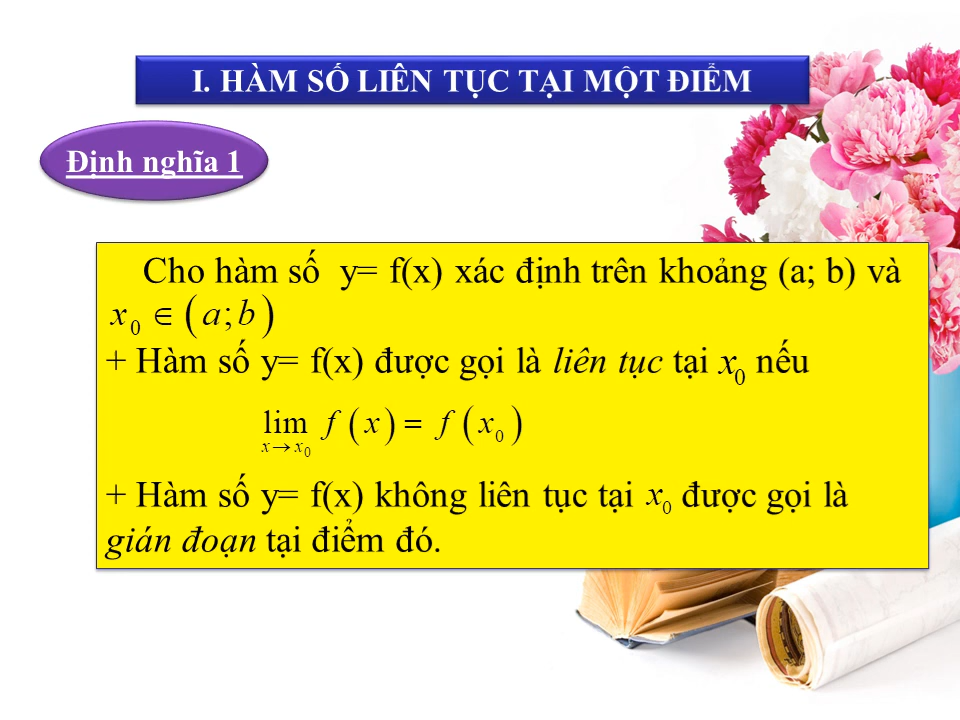 I. HÀM SỐ LIÊN TỤC TẠI MỘT ĐIỂM
Định nghĩa 1
Cho hàm số y= f(x) xác định trên khoảng (a; b) và
x₀ ∈ (a;b)
+ Hàm số y= f(x) được gọi là liên tục tại x₀ nếu
lim f(x) = f(x₀)
x→x₀
+ Hàm số y= f(x) không liên tục tại x₀ được gọi là
gián đoạn tại điểm đó.